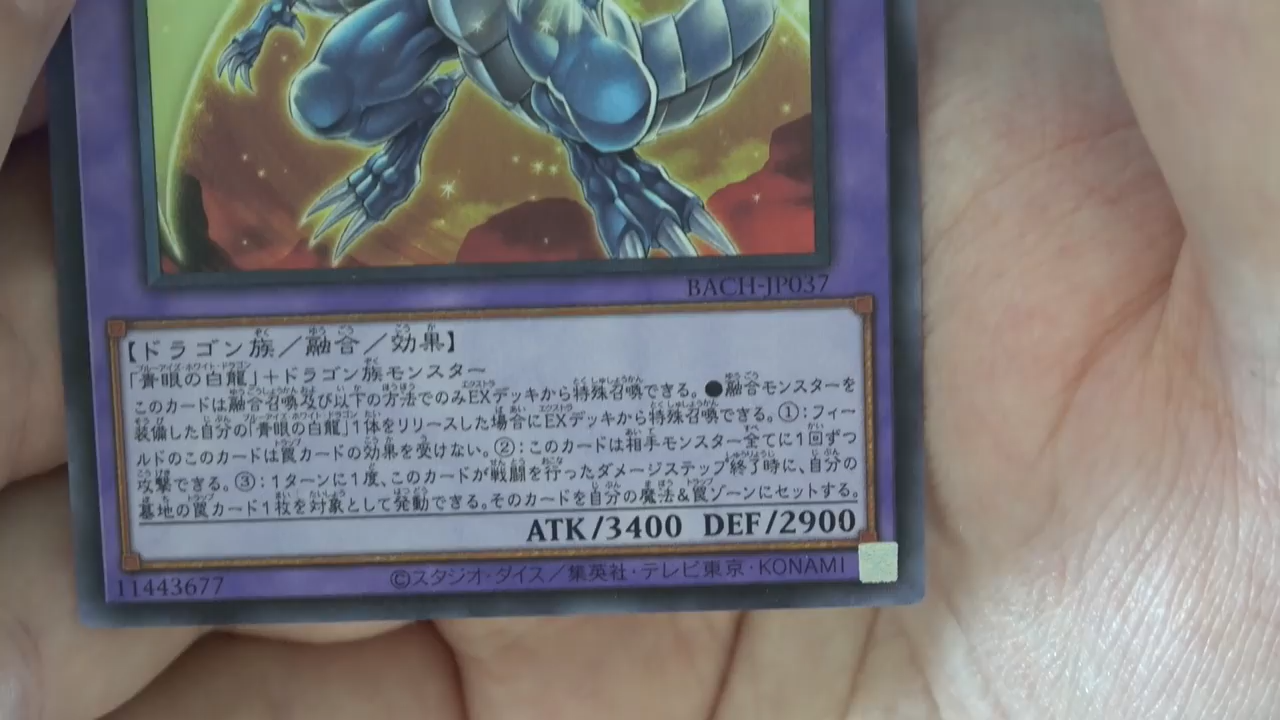 BACH-JP037
【ドラゴン族／融合／効果】
「青眼の白龍」＋ドラゴン族モンスター
このカードは融合召喚及び以下の方法でのみEXデッキから特殊召喚できる。●融合モンスターを
装備した自分の「青眼の白龍」1体をリリースした場合にEXデッキから特殊召喚できる。①：フィー
ルドのこのカードは罠カードの効果を受けない。②：このカードは相手モンスター全てに1回ずつ
攻撃できる。③：1ターンに1度、このカードが戦闘を行ったダメージステップ終了時に、自分の
墓地の罠カード1枚を対象として発動できる。そのカードを自分の魔法&罠ゾーンにセットする。
ATK/3400 DEF/2900
11443677
©スタジオ・ダイス／集英社・テレビ東京・KONAMI